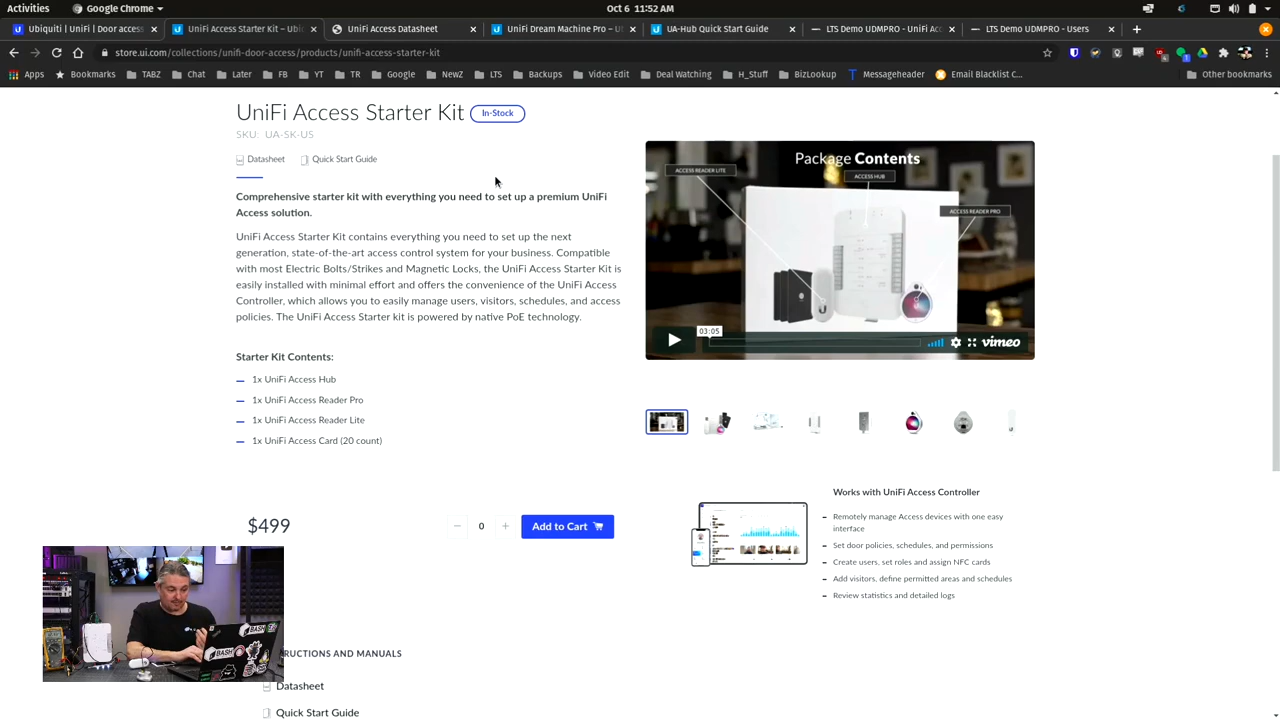 Activities
Google Chrome
Oct 6 11:52 AM
Ubiquiti | UniFi | Door access
UniFi Access Starter Kit – Ubiq
UniFi Access Datasheet
UniFi Dream Machine Pro – U
UA-Hub Quick Start Guide
LTS Demo UDMPRO - UniFi Acc
LTS Demo UDMPRO - Users
store.ui.com/collections/unifi-door-access/products/unifi-access-starter-kit
Apps
Bookmarks
TABZ
Chat
Later
FB
YT
TR
Google
NewZ
LTS
Backups
Video Edit
Deal Watching
H_Stuff
BizLookup
Messageheader
Email Blacklist C...
Other bookmarks
UniFi Access Starter Kit
In-Stock
SKU: UA-SK-US
Datasheet
Quick Start Guide
Comprehensive starter kit with everything you need to set up a premium UniFi
Access solution.
UniFi Access Starter Kit contains everything you need to set up the next
generation, state-of-the-art access control system for your business. Compatible
with most Electric Bolts/Strikes and Magnetic Locks, the UniFi Access Starter Kit is
easily installed with minimal effort and offers the convenience of the UniFi Access
Controller, which allows you to easily manage users, visitors, schedules, and access
policies. The UniFi Access Starter kit is powered by native PoE technology.
Starter Kit Contents:
1x UniFi Access Hub
1x UniFi Access Reader Pro
1x UniFi Access Reader Lite
1x UniFi Access Card (20 count)
$499
0
Add to Cart
Package Contents
ACCESS READER LITE
ACCESS HUB
ACCESS READER PRO
03:05
vimeo
Works with UniFi Access Controller
Remotely manage Access devices with one easy
interface
Set door policies, schedules, and permissions
Create users, set roles and assign NFC cards
Add visitors, define permitted areas and schedules
Review statistics and detailed logs
BASH
BASH
RUCTIONS AND MANUALS
Datasheet
Quick Start Guide